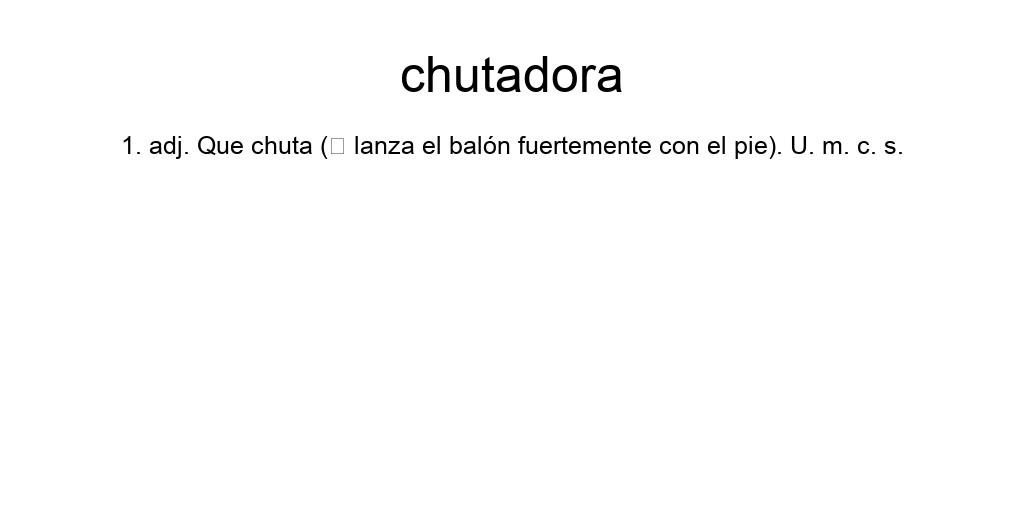 chutadora
1. adj. Que chuta (□ lanza el balón fuertemente con el pie). U. m. c. s.